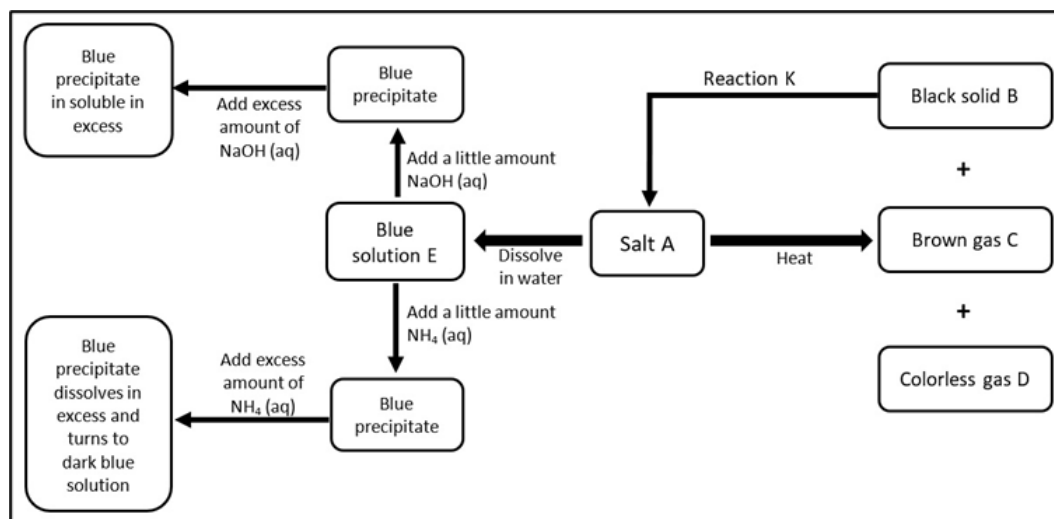 Blue
precipitate
in soluble in
excess
Add excess
amount of
NaOH (aq)
Blue
precipitate
Add a little amount
NaOH (aq)
Reaction K
Black solid B
+
Blue
solution E
Dissolve
in water
Salt A
Heat
Brown gas C
+
Colorless gas D
Add a little amount
NH₄ (aq)
Blue
precipitate
Add excess
amount of
NH₄ (aq)
Blue
precipitate
dissolves in
excess and
turns to
dark blue
solution